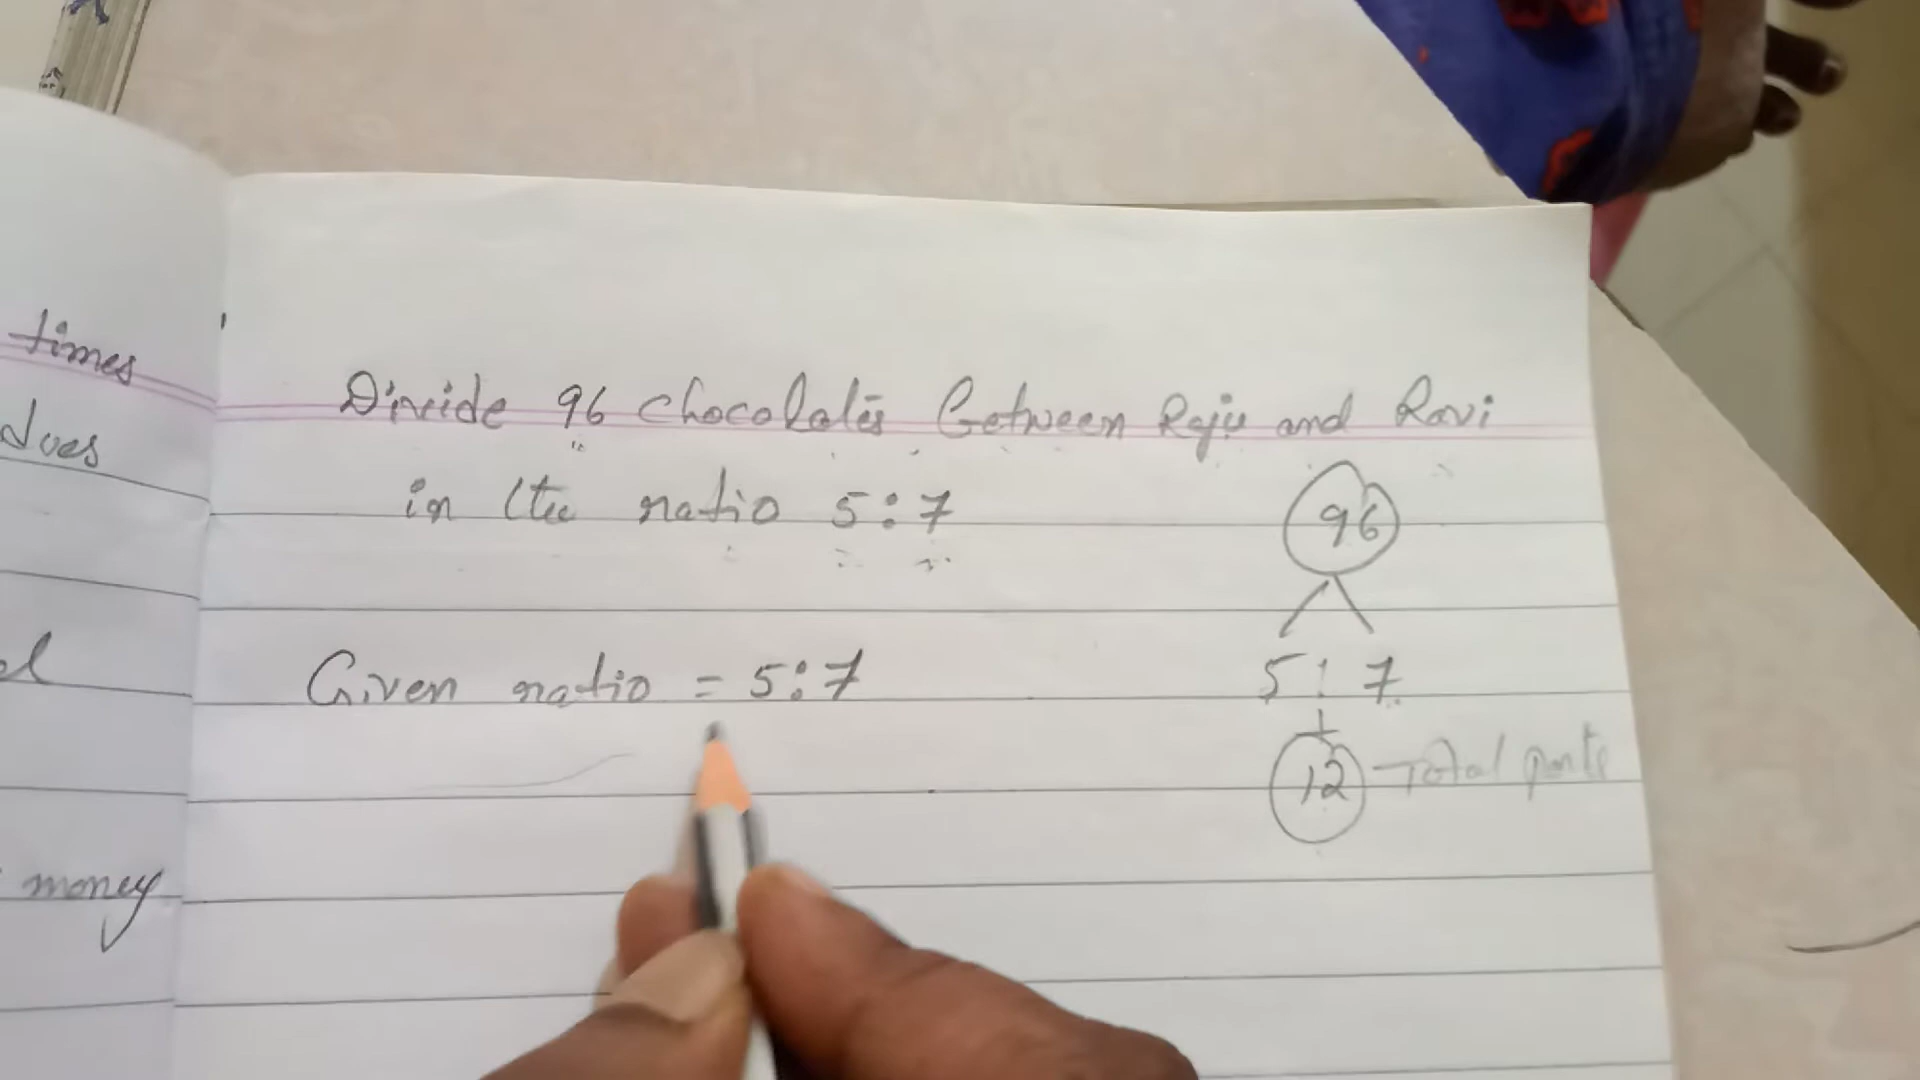 times
dues
money
Divide 96 chocolates between Raju and Ravi
in the ratio 5:7
96
Given ratio = 5:7
5 : 7
+
12 - Total parts